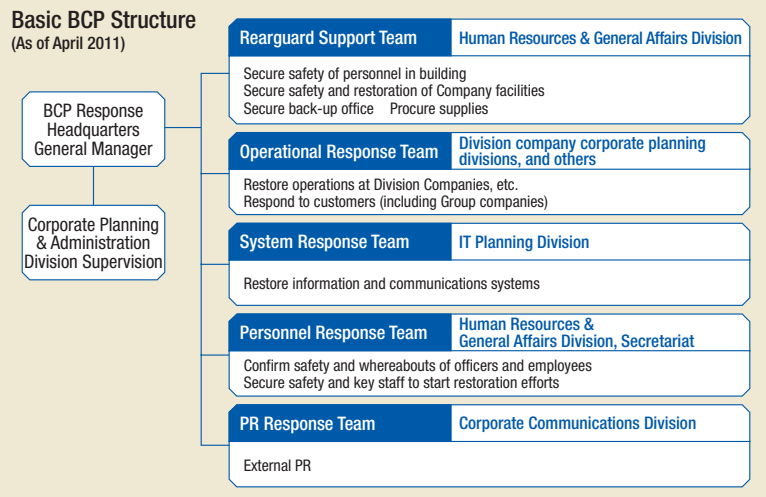 Basic BCP Structure
(As of April 2011)
BCP Response
Headquarters
General Manager
Corporate Planning
& Administration
Division Supervision
Rearguard Support Team
Human Resources & General Affairs Division
Secure safety of personnel in building
Secure safety and restoration of Company facilities
Secure back-up office Procure supplies
Operational Response Team
Division company corporate planning
divisions, and others
Restore operations at Division Companies, etc.
Respond to customers (including Group companies)
System Response Team
IT Planning Division
Restore information and communications systems
Personnel Response Team
Human Resources &
General Affairs Division, Secretariat
Confirm safety and whereabouts of officers and employees
Secure safety and key staff to start restoration efforts
PR Response Team
Corporate Communications Division
External PR